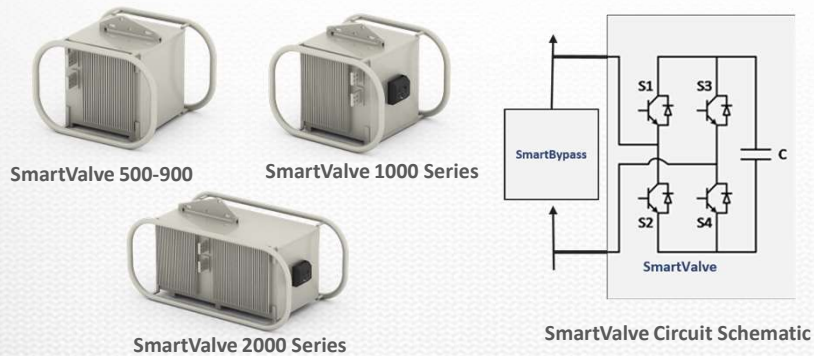 SmartValve 500-900
SmartValve 1000 Series
SmartValve 2000 Series
S1
S3
SmartBypass
C
S2
S4
SmartValve
SmartValve Circuit Schematic